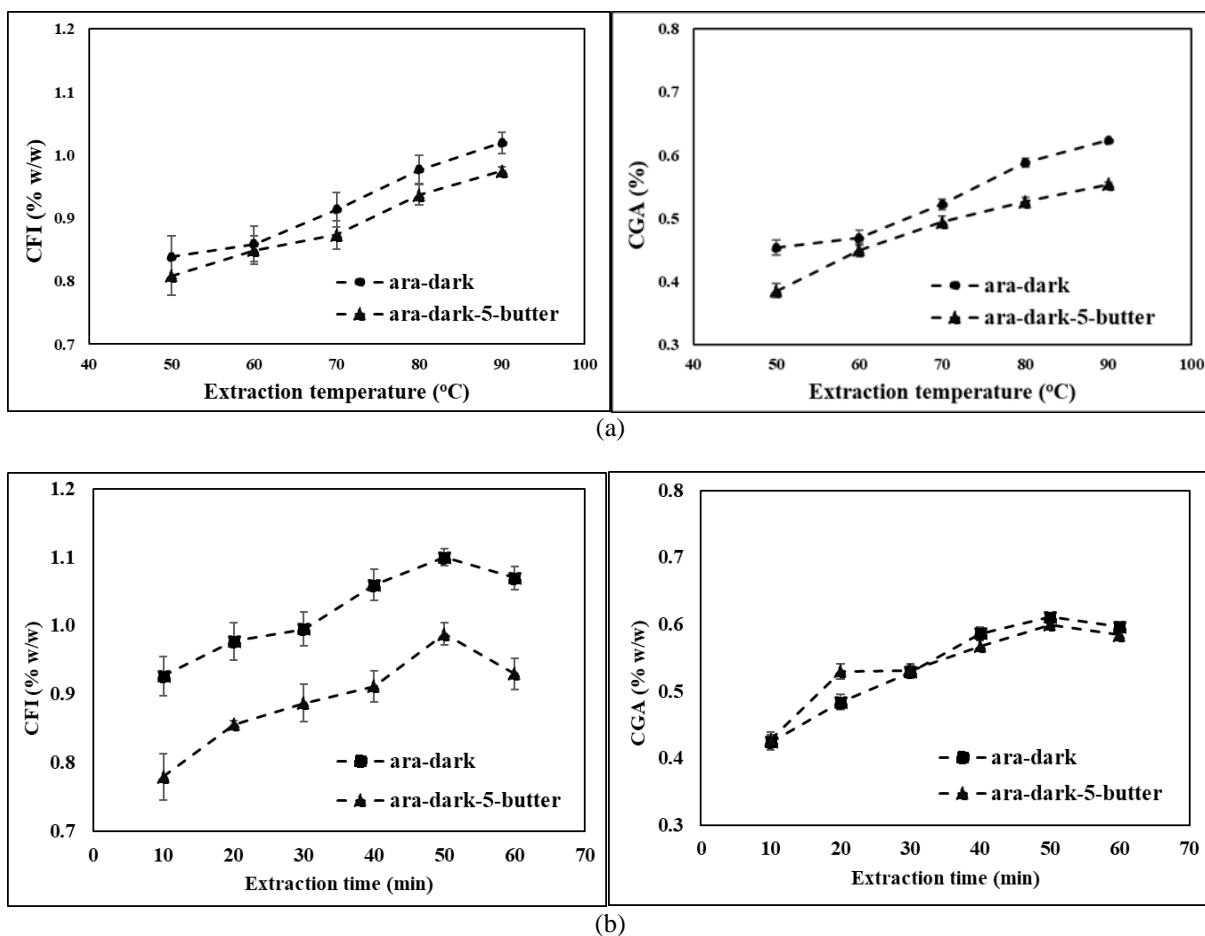 1.2
1.1
1.0
0.9
0.8
0.7
CFI (% w/w)
ara-dark
ara-dark-5-butter
40 50 60 70 80 90 100
Extraction temperature (°C)
0.8
0.7
0.6
0.5
0.4
0.3
CGA (%)
ara-dark
ara-dark-5-butter
40 50 60 70 80 90 100
Extraction temperature (°C)
(a)
1.2
1.1
1.0
0.9
0.8
0.7
CFI (% w/w)
ara-dark
ara-dark-5-butter
0 10 20 30 40 50 60 70
Extraction time (min)
0.8
0.7
0.6
0.5
0.4
0.3
CGA (% w/w)
ara-dark
ara-dark-5-butter
0 10 20 30 40 50 60 70
Extraction time (min)
(b)